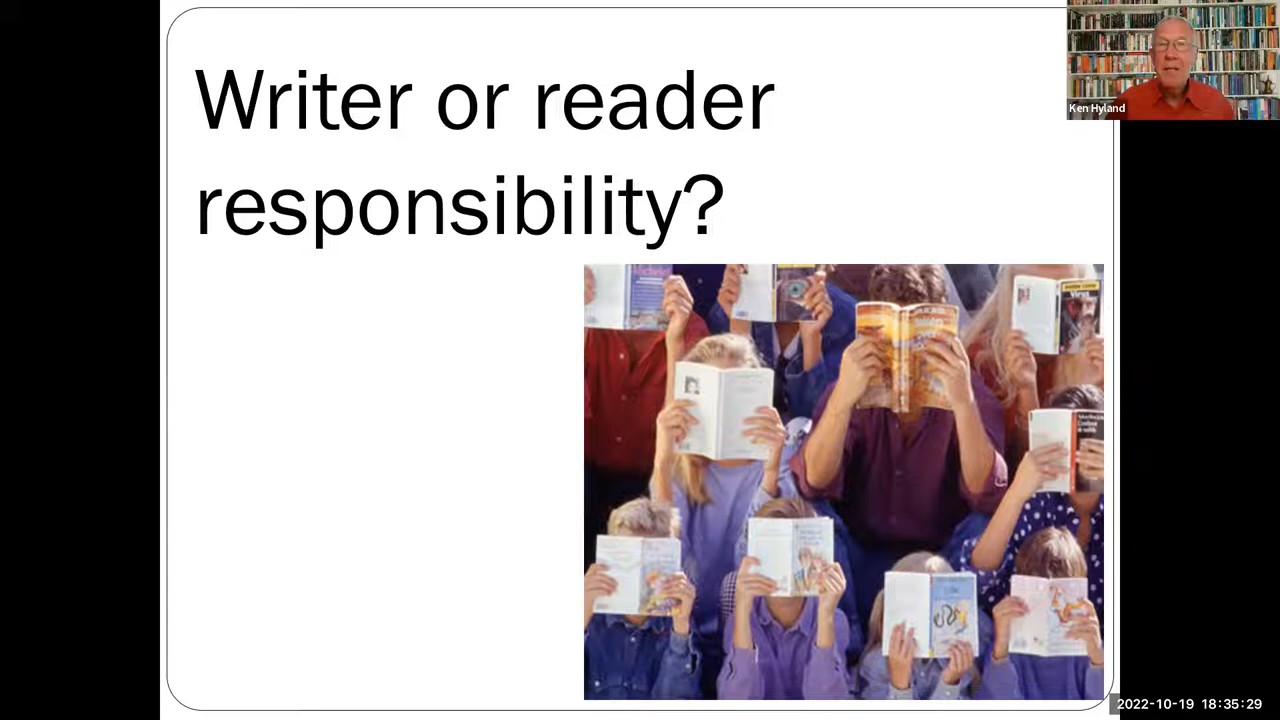 Writer or reader
responsibility?
Ken Hyland
2022-10-19 18:35:29